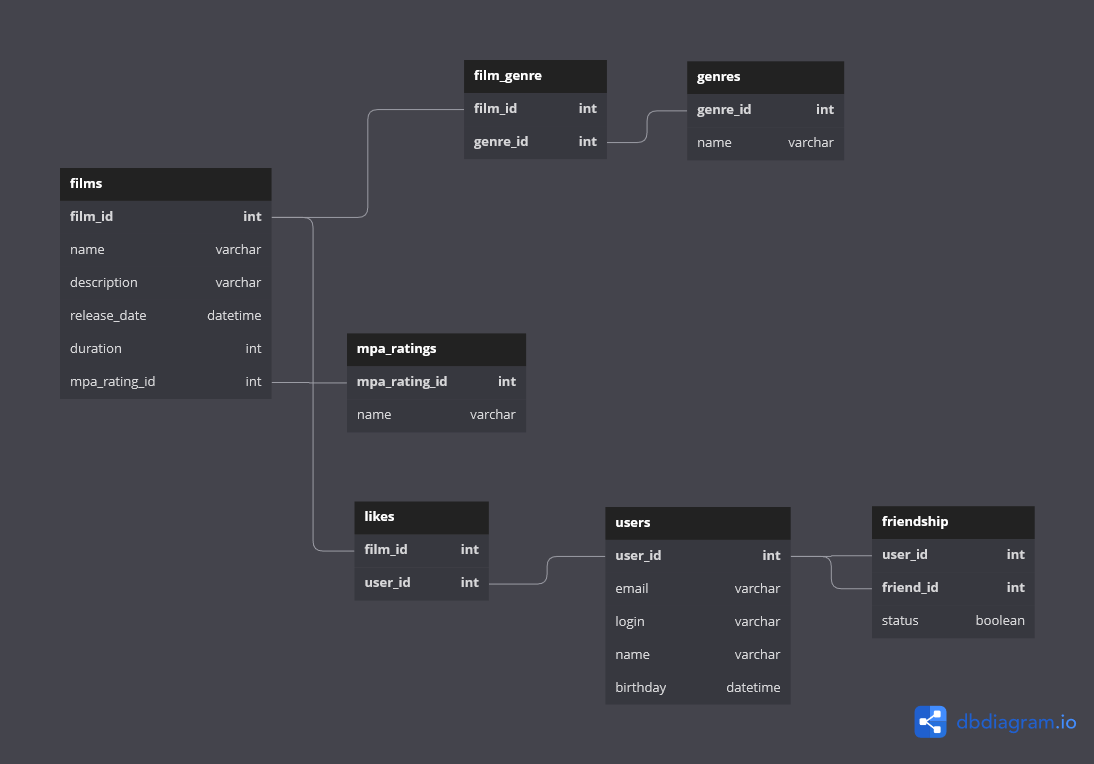 film_genre
film_id int
genre_id int
genres
genre_id int
name varchar
films
film_id int
name varchar
description varchar
release_date datetime
duration int
mpa_rating_id int
mpa_ratings
mpa_rating_id int
name varchar
likes
film_id int
user_id int
users
user_id int
email varchar
login varchar
name varchar
birthday datetime
friendship
user_id int
friend_id int
status boolean
dbdiagram.io